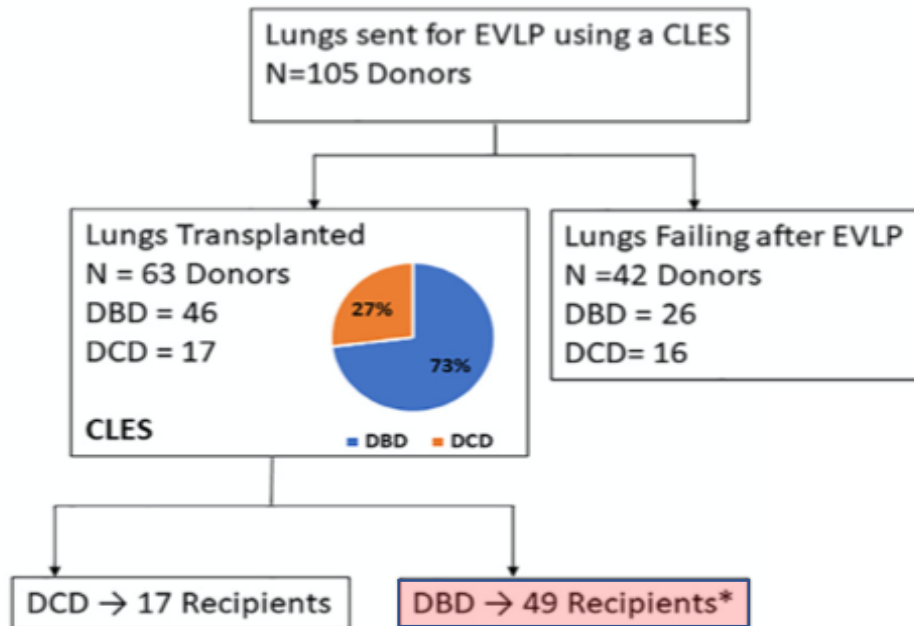 Lungs sent for EVLP using a CLES
N=105 Donors
Lungs Transplanted
N = 63 Donors
DBD = 46
DCD = 17
27%
73%
CLES
DBD DCD
Lungs Failing after EVLP
N =42 Donors
DBD = 26
DCD= 16
DCD → 17 Recipients
DBD → 49 Recipients*